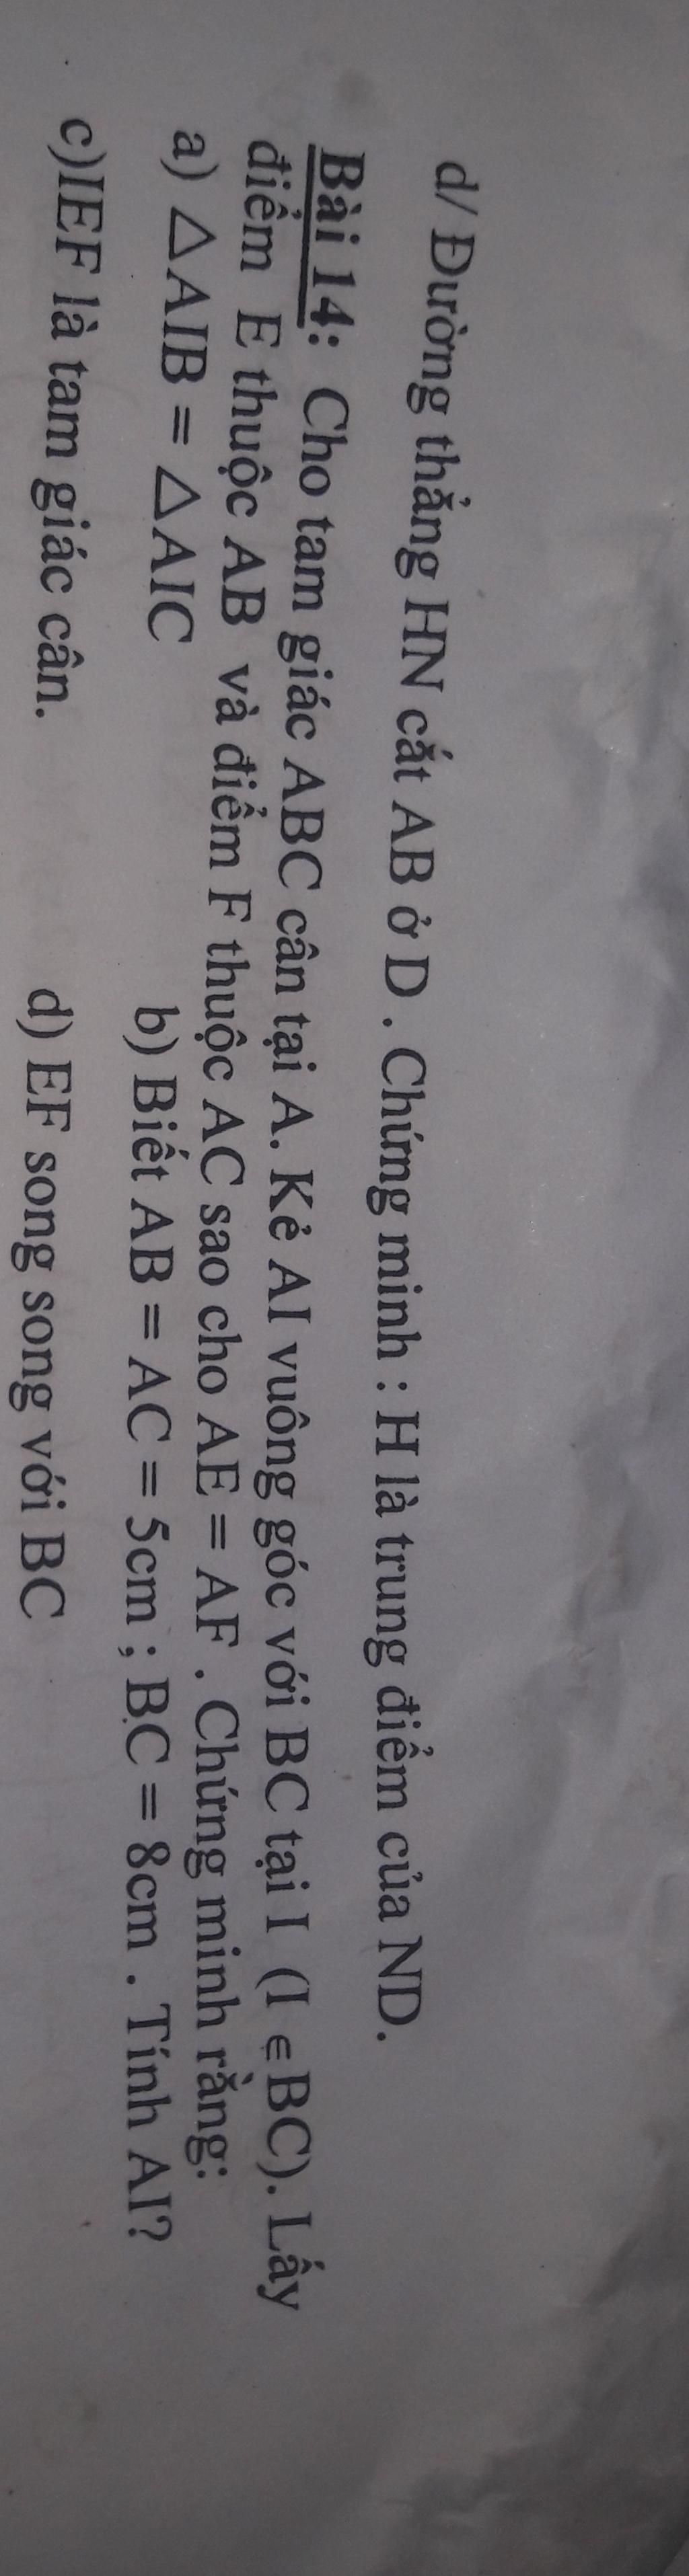 d/ Đường thẳng HN cắt AB ở D . Chứng minh : H là trung điểm của ND.
Bài 14: Cho tam giác ABC cân tại A. Kẻ AI vuông góc với BC tại I (I ∈ BC). Lấy
điểm E thuộc AB và điểm F thuộc AC sao cho AE = AF . Chứng minh rằng:
a) △AIB = △AIC b) Biết AB = AC = 5cm ; BC = 8cm . Tính AI?
c)IEF là tam giác cân. d) EF song song với BC